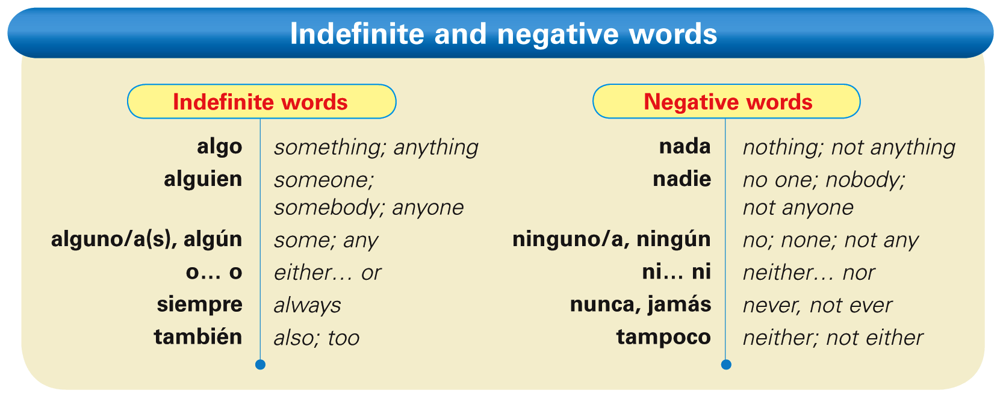 Indefinite and negative words
Indefinite words
algo something; anything
alguien someone;
somebody; anyone
alguno/a(s), algún some; any
o… o either… or
siempre always
también also; too
Negative words
nada nothing; not anything
nadie no one; nobody;
not anyone
ninguno/a, ningún no; none; not any
ni… ni neither… nor
nunca, jamás never, not ever
tampoco neither; not either